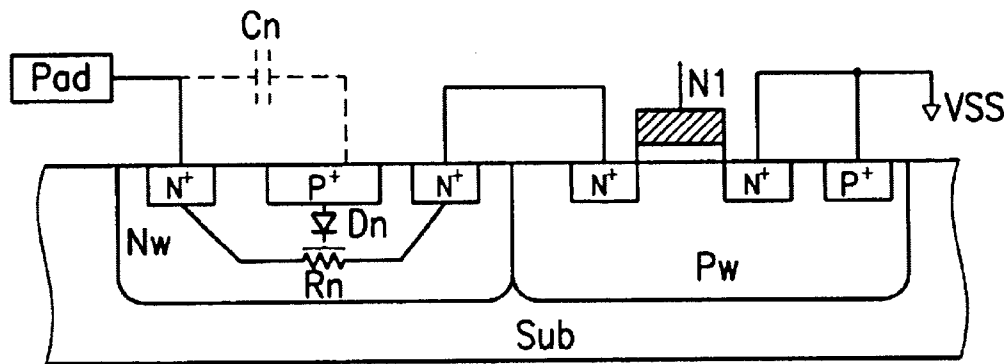 Cn
Pad
N1
VSS
N⁺ P⁺ N⁺ N⁺ N⁺ P⁺
Dn
Nw
Rn
Pw
Sub